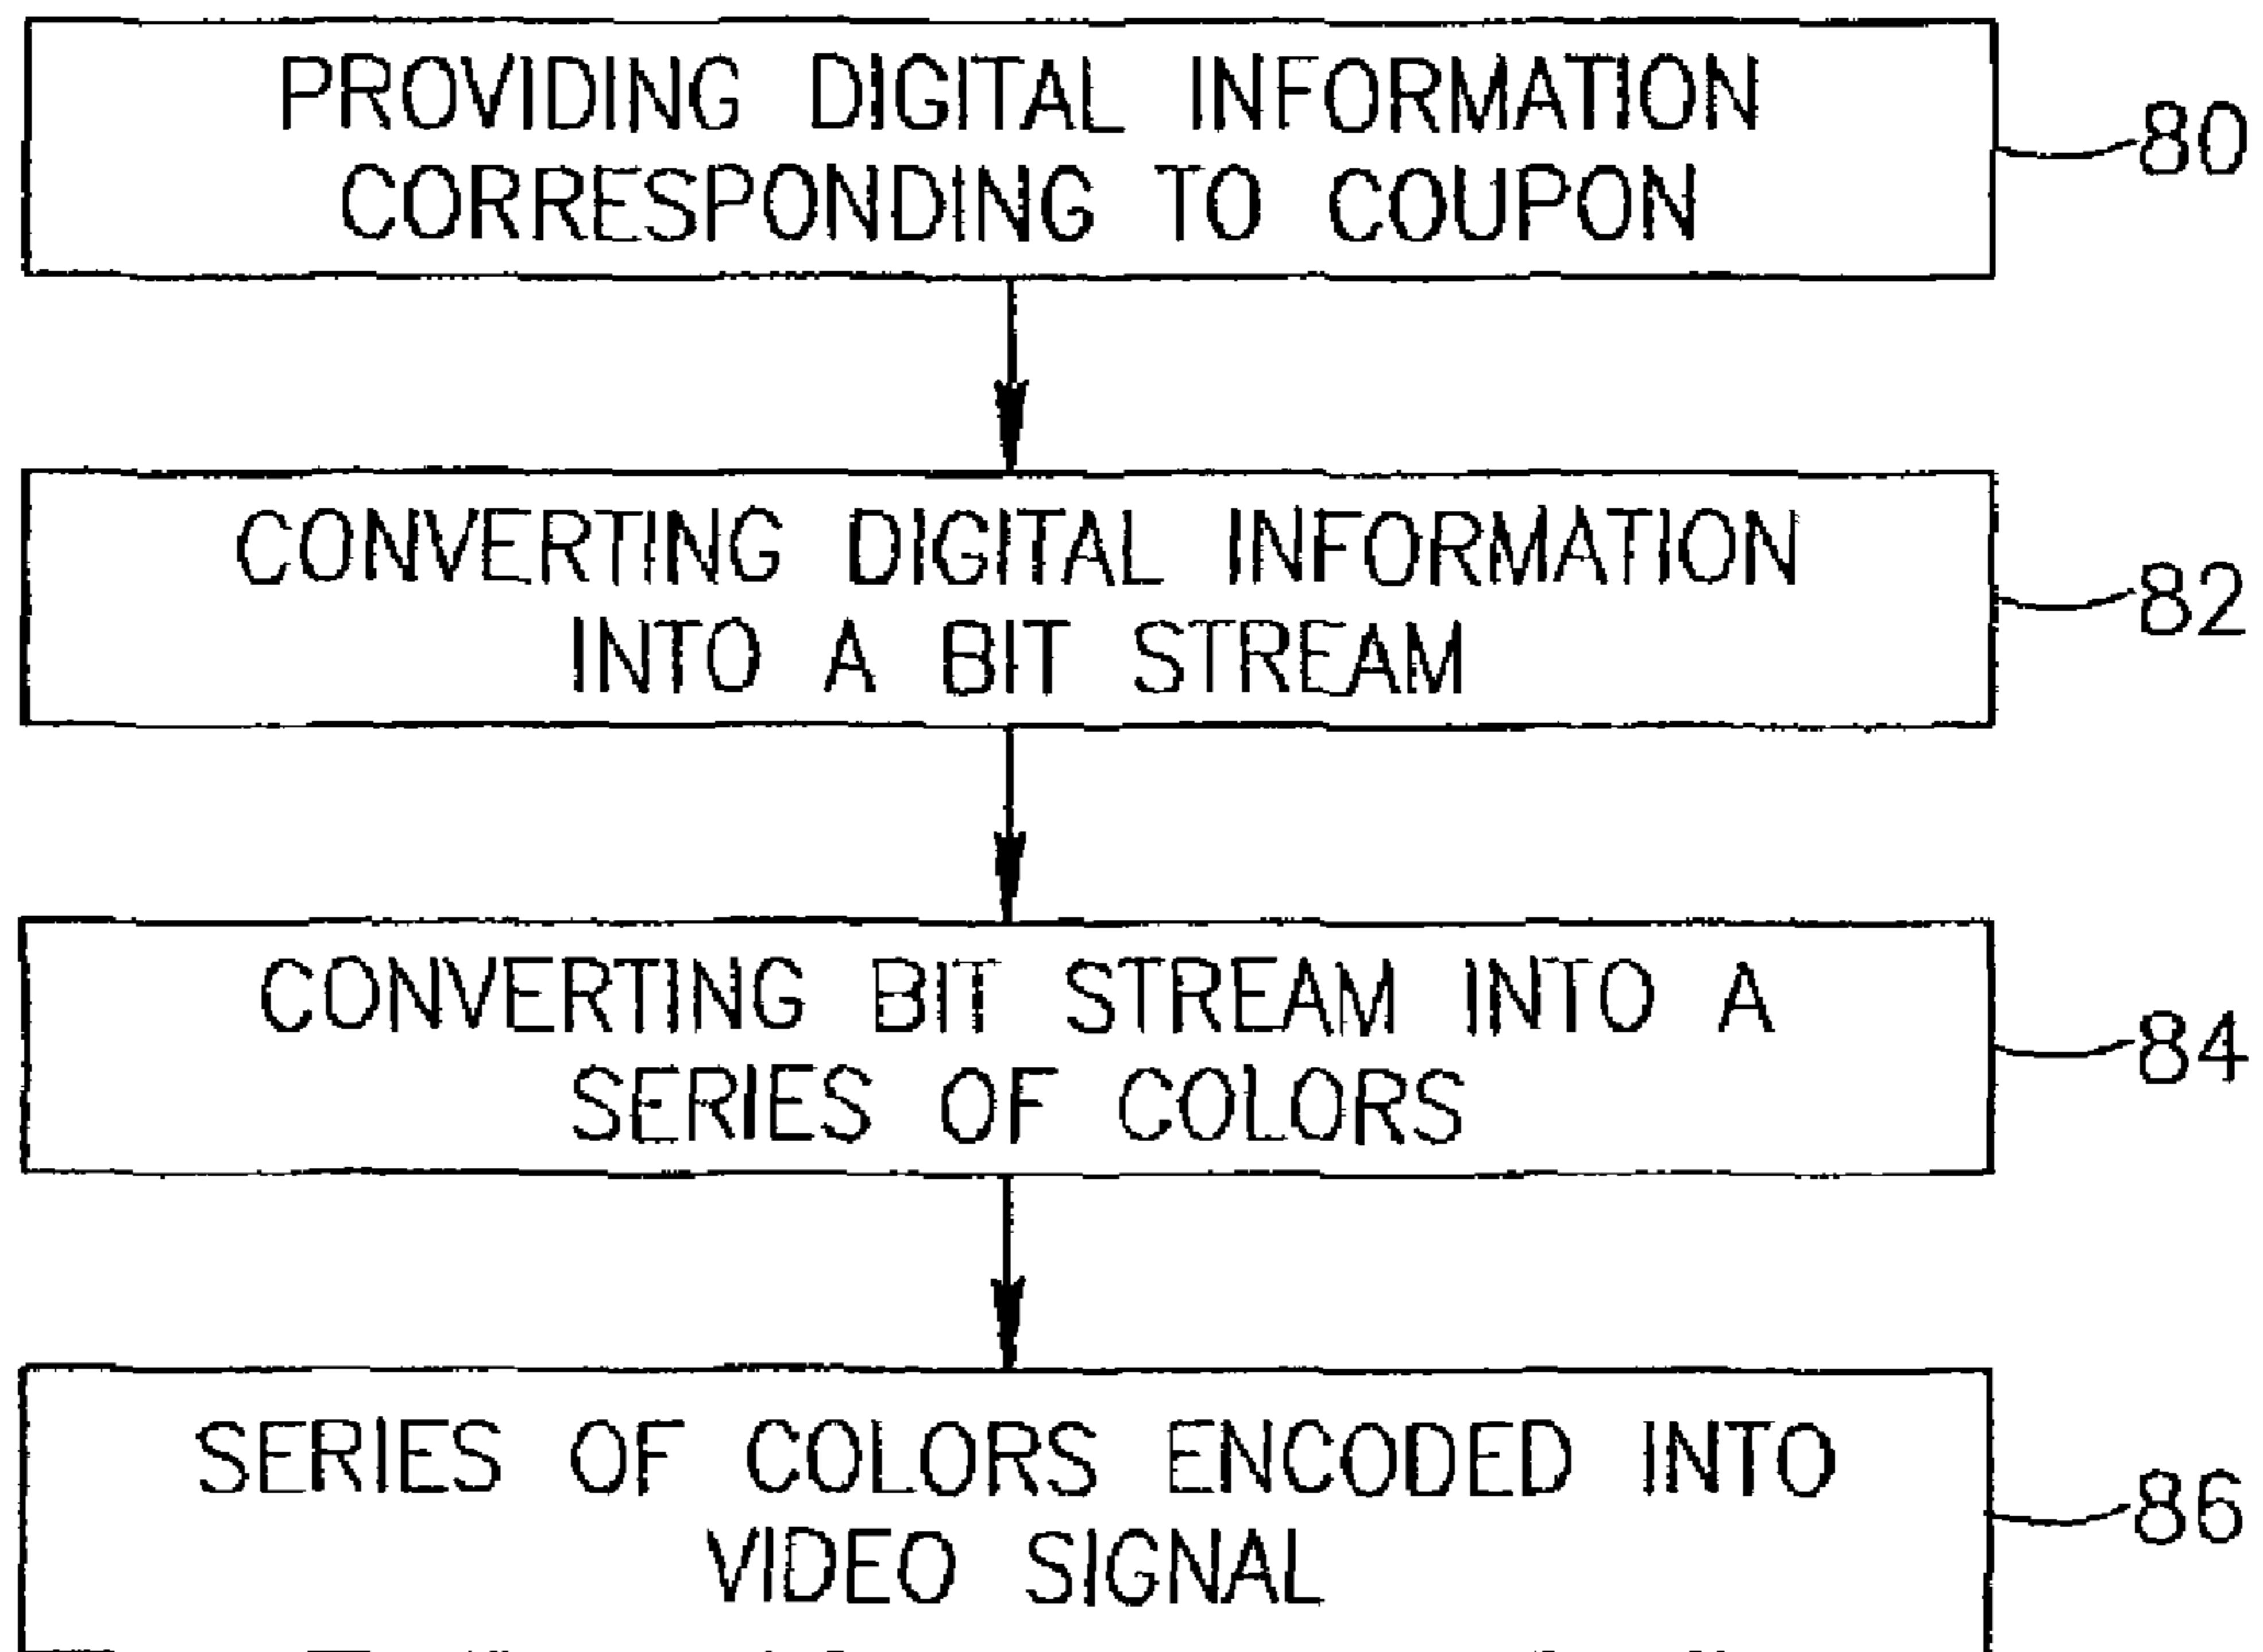 PROVIDING DIGITAL INFORMATION
CORRESPONDING TO COUPON
80
CONVERTING DIGITAL INFORMATION
INTO A BIT STREAM
82
CONVERTING BIT STREAM INTO A
SERIES OF COLORS
84
SERIES OF COLORS ENCODED INTO
VIDEO SIGNAL
86